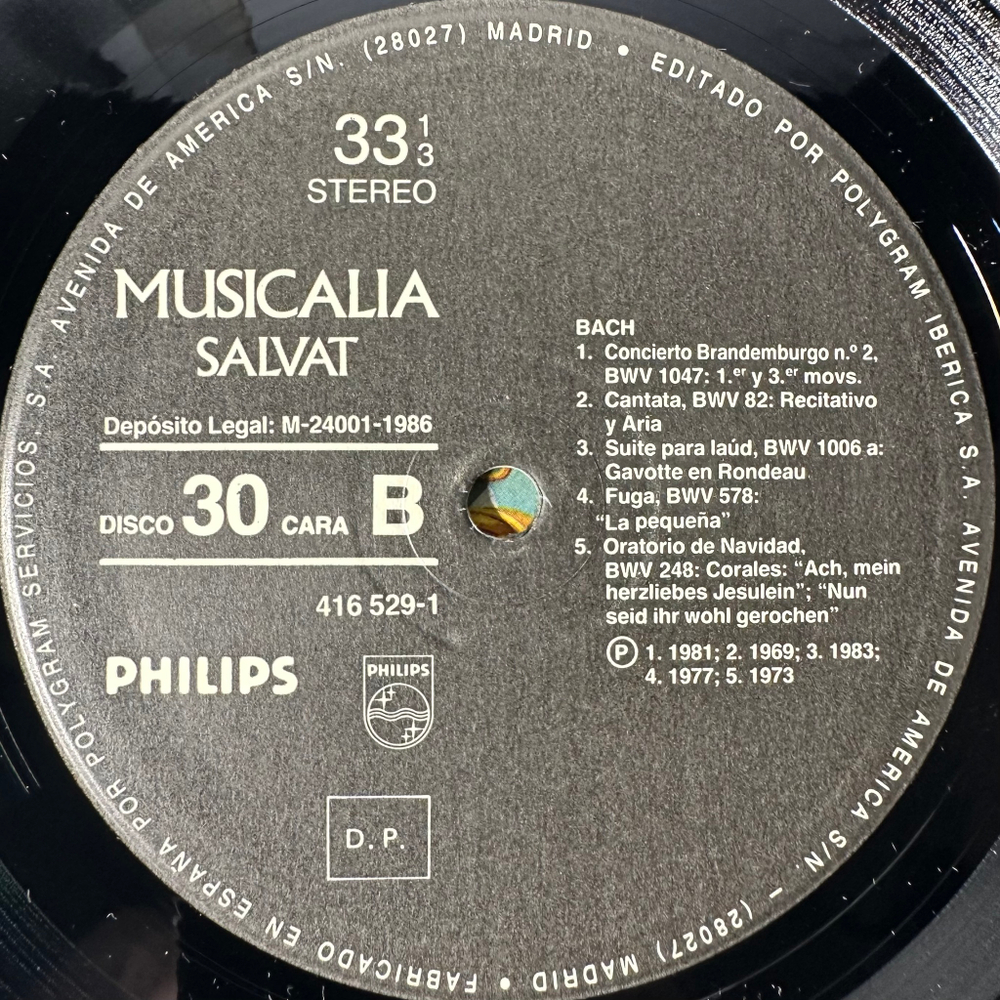 EDITADO POR POLYGRAM IBERICA S.A. AVENIDA DE AMERICA S/N. – (28027) MADRID • FABRICADO EN ESPAÑA POR POLYGRAM SERVICIOS, S.A. AVENIDA DE AMERICA S/N. (28027) MADRID •
33 1/3
STEREO
MUSICALIA
SALVAT
Depósito Legal: M-24001-1986
DISCO 30 CARA B
416 529-1
PHILIPS
PHILIPS
D. P.
BACH
1. Concierto Brandemburgo n.º 2,
BWV 1047: 1.er y 3.er movs.
2. Cantata, BWV 82: Recitativo
y Aria
3. Suite para laúd, BWV 1006 a:
Gavotte en Rondeau
4. Fuga, BWV 578:
“La pequeña”
5. Oratorio de Navidad,
BWV 248: Corales: “Ach, mein
herzliebes Jesulein”; “Nun
seid ihr wohl gerochen”
Ⓟ 1. 1981; 2. 1969; 3. 1983;
4. 1977; 5. 1973